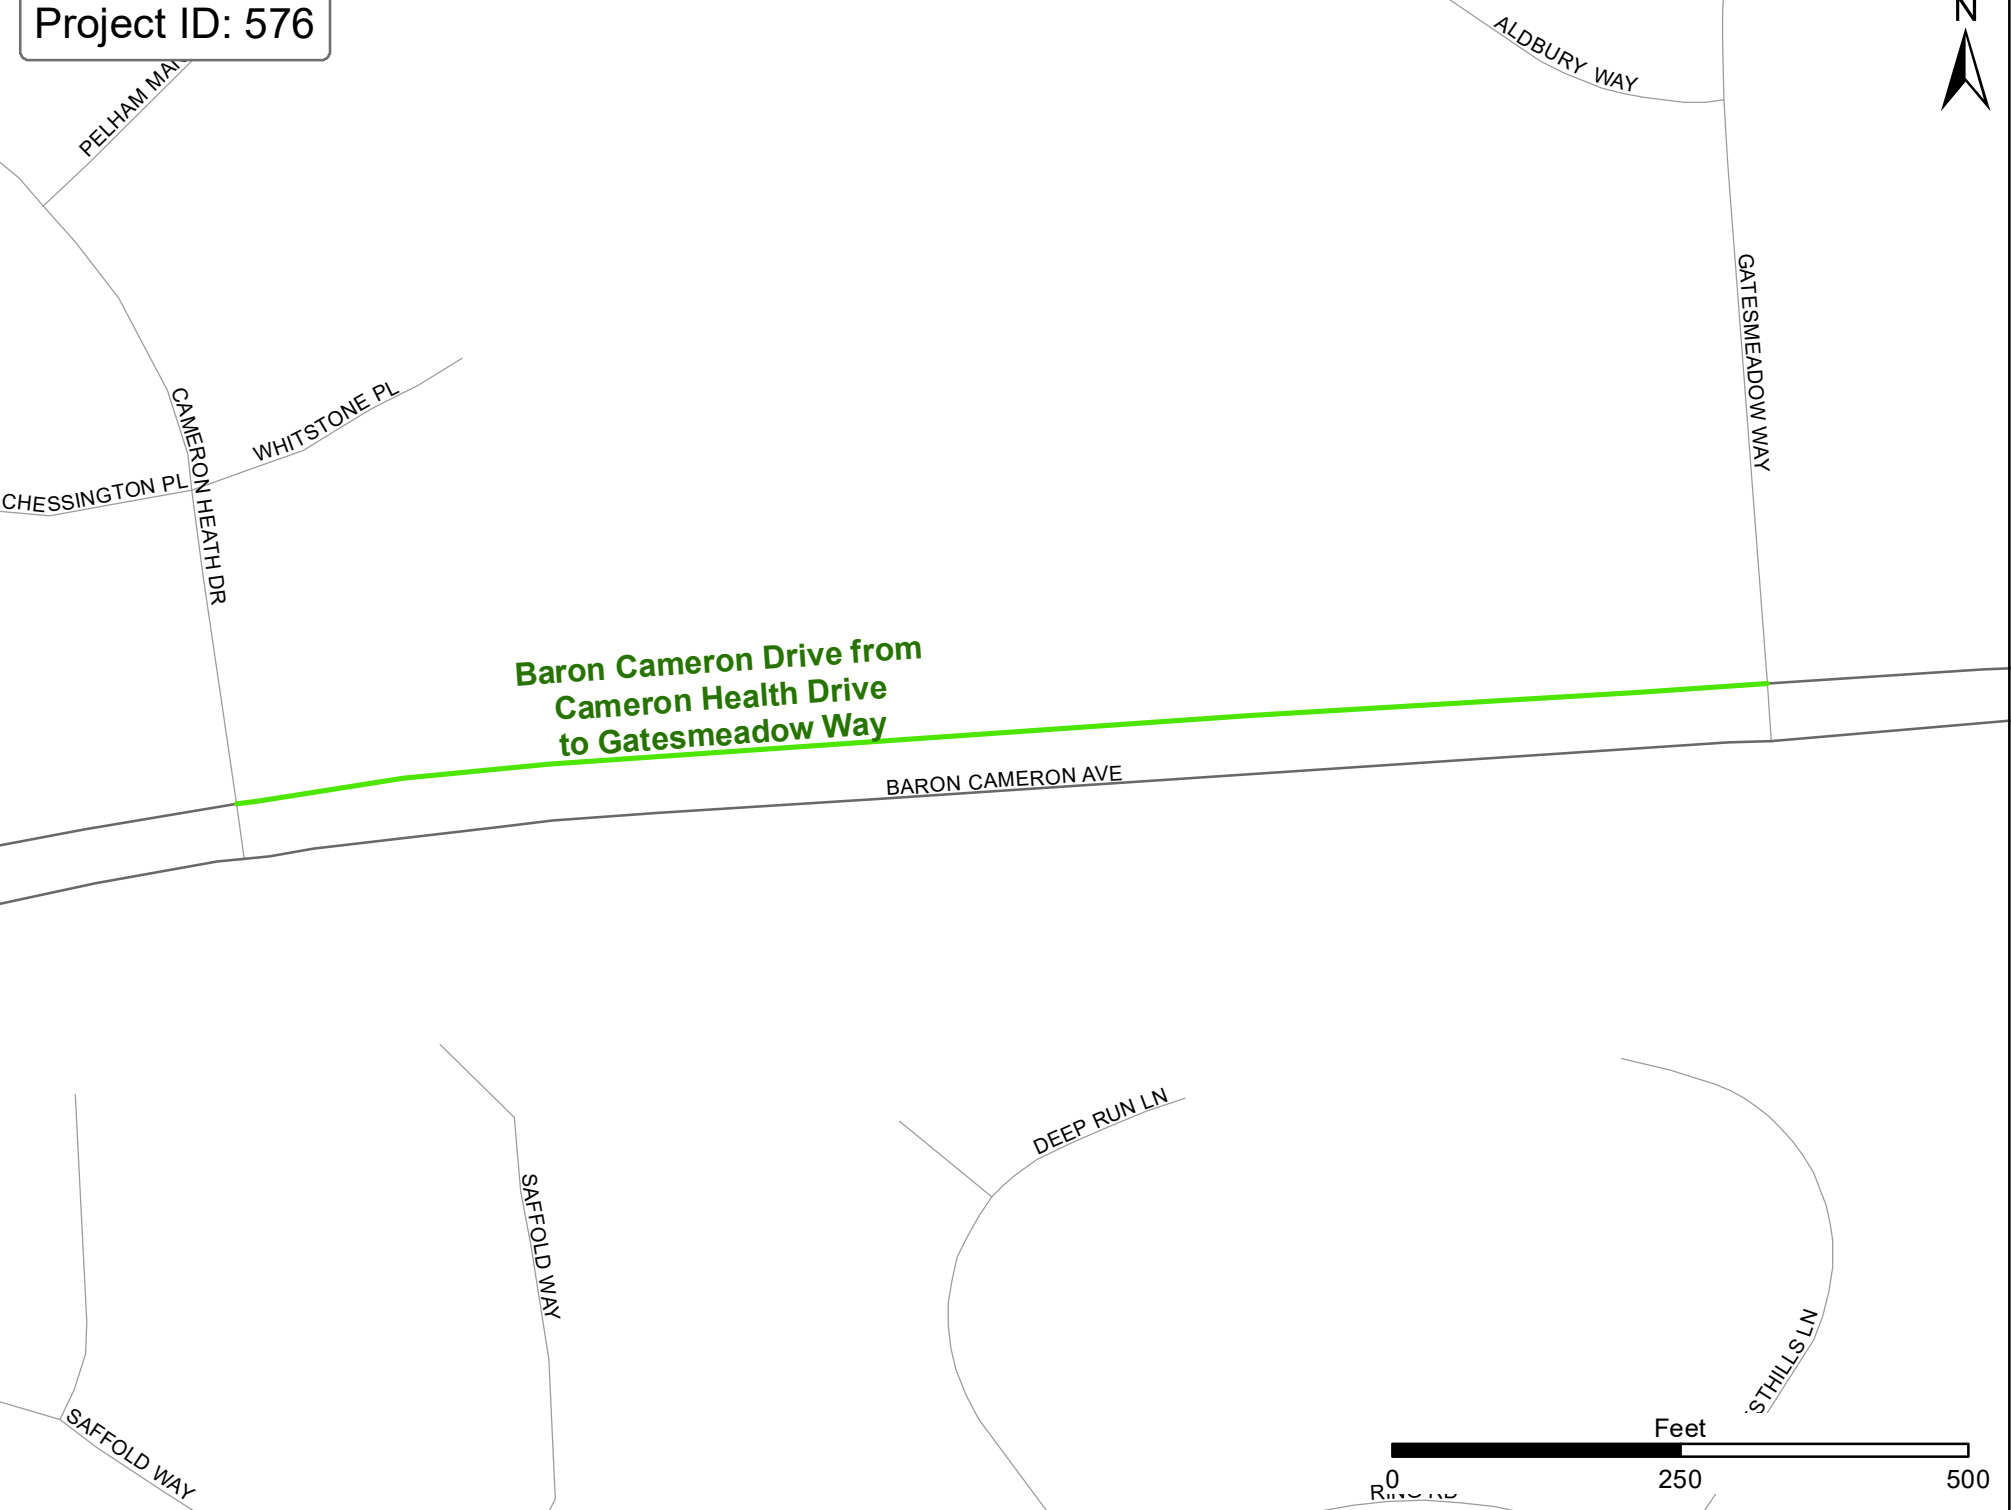 Project ID: 576
N
ALDBURY WAY
PELHAM
GATESMEADOW WAY
CAMERON HEATH DR
WHITSTONE PL
CHESSINGTON PL
Baron Cameron Drive from
Cameron Health Drive
to Gatesmeadow Way
BARON CAMERON AVE
DEEP RUN LN
SAFFOLD WAY
LN
SAFFOLD WAY
Feet
0 250 500